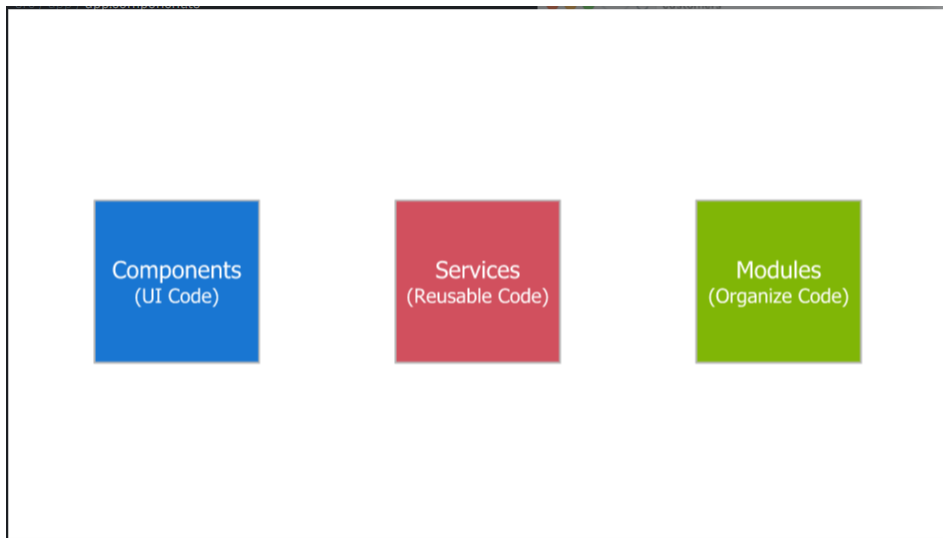 Components
(UI Code)
Services
(Reusable Code)
Modules
(Organize Code)